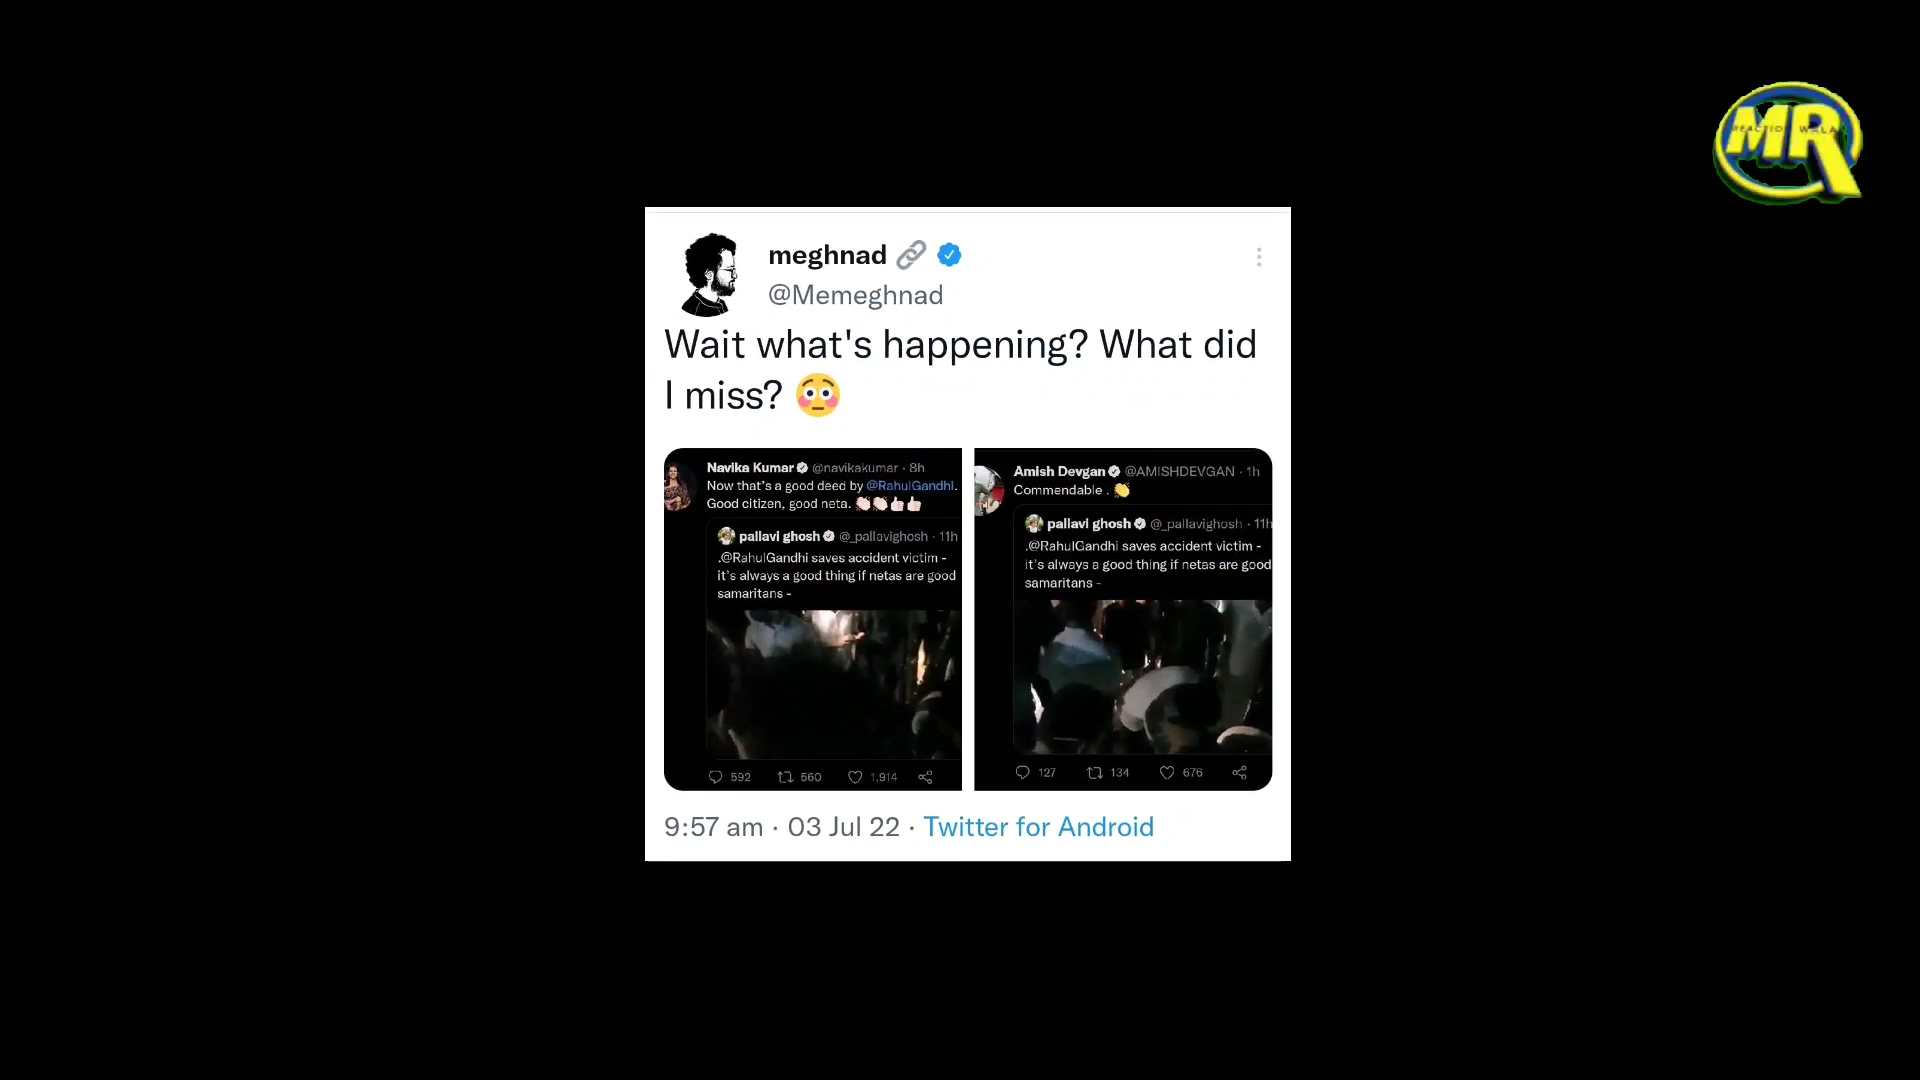 MR
REACTION WALA
meghnad 🔗
@Memeghnad
Wait what's happening? What did
I miss? 😳
Navika Kumar @navikakumar · 8h
Now that's a good deed by @RahulGandhi.
Good citizen, good neta. 👏🏻👏🏻👍🏻👍🏻
pallavi ghosh @_pallavighosh · 11h
.@RahulGandhi saves accident victim -
it's always a good thing if netas are good
samaritans -
592 560 1,914
Amish Devgan @AMISHDEVGAN · 1h
Commendable . 👏
pallavi ghosh @_pallavighosh · 11h
.@RahulGandhi saves accident victim -
it's always a good thing if netas are good
samaritans -
127 134 676
9:57 am · 03 Jul 22 · Twitter for Android